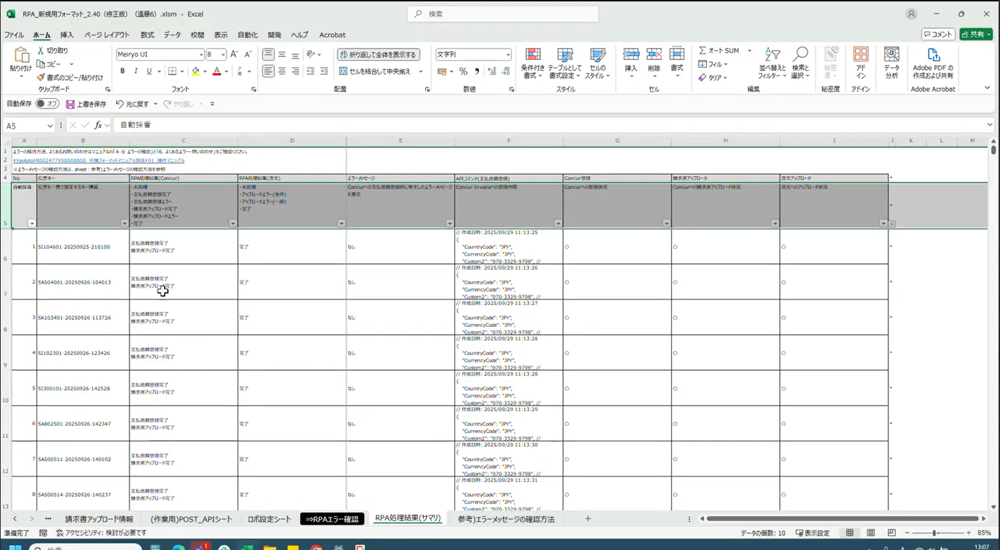 RPA_新規用フォーマット_2.40（修正版）（遠藤6）.xlsm - Excel
検索
ファイル ホーム 挿入 ページ レイアウト 数式 データ 校閲 表示 自動化 開発 ヘルプ Acrobat
コメント 共有
貼り付け
切り取り
コピー
書式のコピー/貼り付け
クリップボード
Meiryo UI 8
B I U
フォント
折り返して全体を表示する
セルを結合して中央揃え
配置
文字列
数値
条件付き書式
テーブルとして書式設定
セルのスタイル
スタイル
挿入 削除 書式
セル
オート SUM
フィル
クリア
並べ替えとフィルター
検索と選択
編集
秘密度
秘密度
アドイン
アドイン
データ分析
Adobe PDF の作成および共有
Adobe Acrobat
自動保存 オフ 上書き保存 元に戻す やり直し
A5 fx 自動採番
A B C D E F G H I J K L M
1 エラーの解消方法、よくあるお問い合わせはマニュアルの「4-④ エラーの確認」と「6. よくあるエラー・問い合わせ」をご確認ください。
2 ¥¥potato¥R002477¥00000000_申請フォーマットマニュアル関係¥01_操作マニュアル
3 ※エラーメッセージの確認方法は、sheet：参考)エラーメッセージの確認方法を参照
4 No 伝票キー RPA処理結果(Concur) RPA処理結果(活文) エラーメッセージ APIコマンド(支払依頼登録) Concur登録 請求書アップロード 活文アップロード *
5 自動採番 伝票を一意で指定するキー情報
・未処理
・支払依頼登録完了
・支払依頼登録エラー
・請求書アップロード完了
・請求書アップロードエラー
・完了
・未処理
・アップロードエラー(全件)
・アップロードエラー(一部)
・完了
Concurへの支払依頼登録時に発生したエラーメッセージを表示
Concur Invoiceへの登録内容
Concurへの登録状況
Concurへの請求書アップロード状況
活文へのアップロード状況
*
6 1 SI104601-20250925-210100 支払依頼登録完了 請求書アップロード完了 完了 なし
// 作成日時: 2025/09/29 11:13:25
{
"CountryCode": "JPY",
"CurrencyCode": "JPY",
"Custom2": "070-3329-9798", //
○ ○ ○ *
7 2 SA504001-20250926-104013 支払依頼登録完了 請求書アップロード完了 完了 なし
// 作成日時: 2025/09/29 11:13:26
{
"CountryCode": "JPY",
"CurrencyCode": "JPY",
"Custom2": "070-3329-9798", //
○ ○ ○ *
8 3 SK103401-20250926-113726 支払依頼登録完了 請求書アップロード完了 完了 なし
// 作成日時: 2025/09/29 11:13:27
{
"CountryCode": "JPY",
"CurrencyCode": "JPY",
"Custom2": "070-3329-9798", //
○ ○ ○ *
9 4 SI102301-20250926-123426 支払依頼登録完了 請求書アップロード完了 完了 なし
// 作成日時: 2025/09/29 11:13:28
{
"CountryCode": "JPY",
"CurrencyCode": "JPY",
"Custom2": "070-3329-9798", //
○ ○ ○ *
10 5 SI300101-20250926-142528 支払依頼登録完了 請求書アップロード完了 完了 なし
// 作成日時: 2025/09/29 11:13:28
{
"CountryCode": "JPY",
"CurrencyCode": "JPY",
"Custom2": "070-3329-9798", //
○ ○ ○ *
11 6 SA802501-20250926-142347 支払依頼登録完了 請求書アップロード完了 完了 なし
// 作成日時: 2025/09/29 11:13:29
{
"CountryCode": "JPY",
"CurrencyCode": "JPY",
"Custom2": "070-3329-9798", //
○ ○ ○ *
12 7 SA500511-20250926-140102 支払依頼登録完了 請求書アップロード完了 完了 なし
// 作成日時: 2025/09/29 11:13:30
{
"CountryCode": "JPY",
"CurrencyCode": "JPY",
"Custom2": "070-3329-9798", //
○ ○ ○ *
13 8 SA500514-20250926-140237 支払依頼登録完了 請求書アップロード完了 完了 なし
// 作成日時: 2025/09/29 11:13:31
{
"CountryCode": "JPY",
"CurrencyCode": "JPY",
"Custom2": "070-3329-9798", //
○ ○ ○ *
請求書アップロード情報 (作業用)POST_APIシート ロボ設定シート ⇒RPAエラー確認 RPA処理結果(サマリ) 参考)エラーメッセージの確認方法
準備完了 アクセシビリティ: 検討が必要です データの個数: 10 表示設定 85%
検索 1 13:07